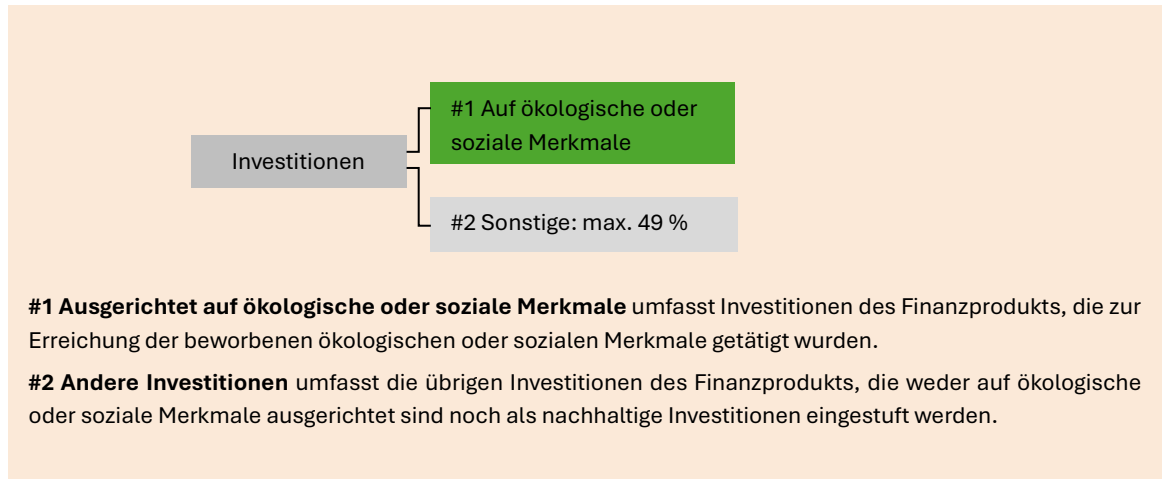 #1 Auf ökologische oder
soziale Merkmale
Investitionen
#2 Sonstige: max. 49 %
#1 Ausgerichtet auf ökologische oder soziale Merkmale umfasst Investitionen des Finanzprodukts, die zur
Erreichung der beworbenen ökologischen oder sozialen Merkmale getätigt wurden.
#2 Andere Investitionen umfasst die übrigen Investitionen des Finanzprodukts, die weder auf ökologische
oder soziale Merkmale ausgerichtet sind noch als nachhaltige Investitionen eingestuft werden.